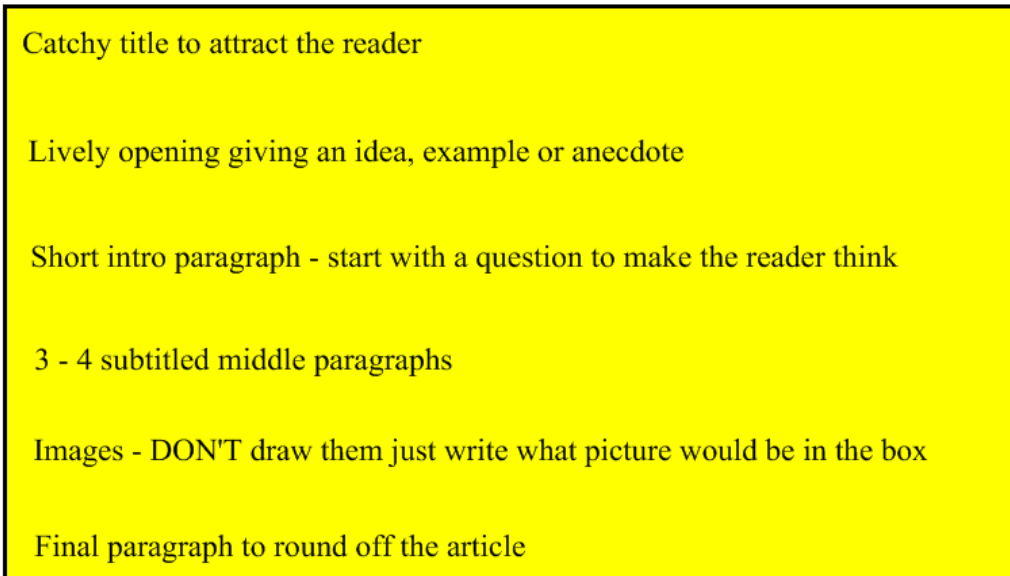 Catchy title to attract the reader
Lively opening giving an idea, example or anecdote
Short intro paragraph - start with a question to make the reader think
3 - 4 subtitled middle paragraphs
Images - DON'T draw them just write what picture would be in the box
Final paragraph to round off the article